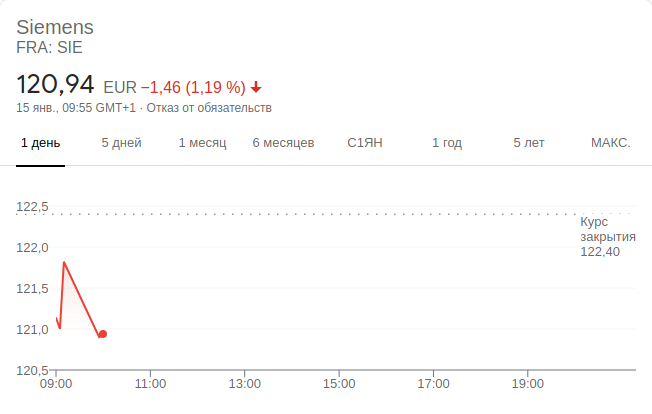 Siemens
FRA: SIE
120,94 EUR −1,46 (1,19 %)
15 янв., 09:55 GMT+1 · Отказ от обязательств
1 день 5 дней 1 месяц 6 месяцев С1ЯН 1 год 5 лет МАКС.
122,5
Курс
закрытия
122,40
122,0
121,5
121,0
120,5
09:00 11:00 13:00 15:00 17:00 19:00